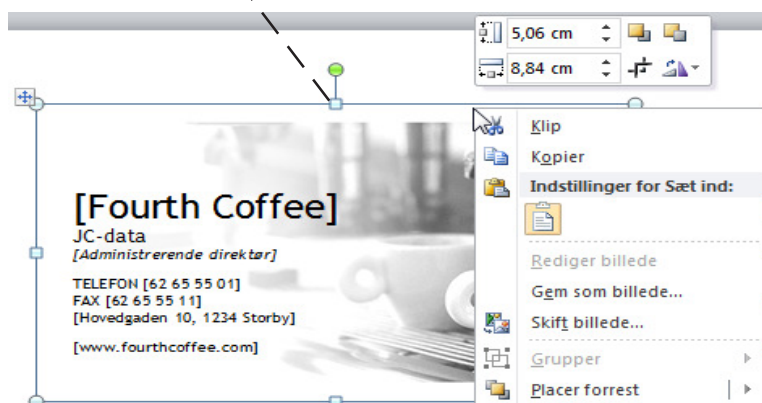 5,06 cm
8,84 cm
[Fourth Coffee]
JC-data
[Administrerende direktør]
TELEFON [62 65 55 01]
FAX [62 65 55 11]
[Hovedgaden 10, 1234 Storby]
[www.fourthcoffee.com]
Klip
Kopier
Indstillinger for Sæt ind:
Rediger billede
Gem som billede...
Skift billede...
Grupper
Placer forrest